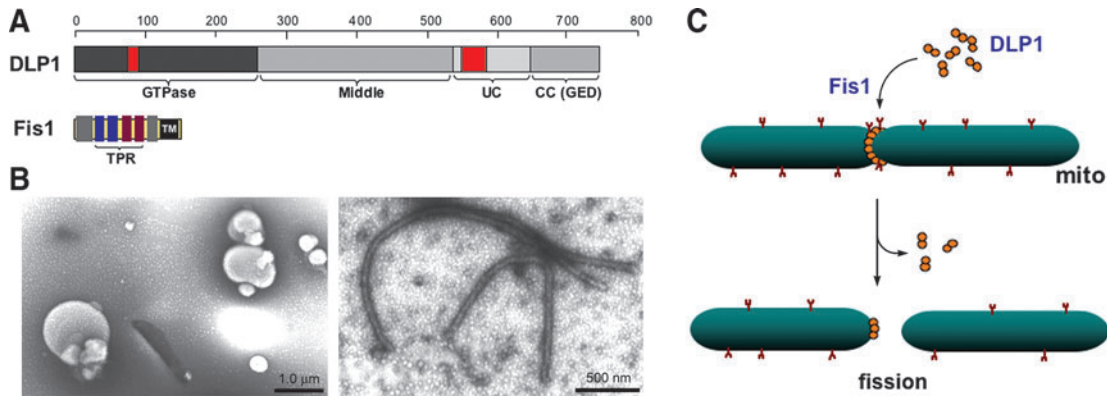 A
0 100 200 300 400 500 600 700 800
DLP1
GTPase Middle UC CC (GED)
Fis1
TM
TPR
B
1.0 μm
500 nm
C
DLP1
Fis1
mito
fission